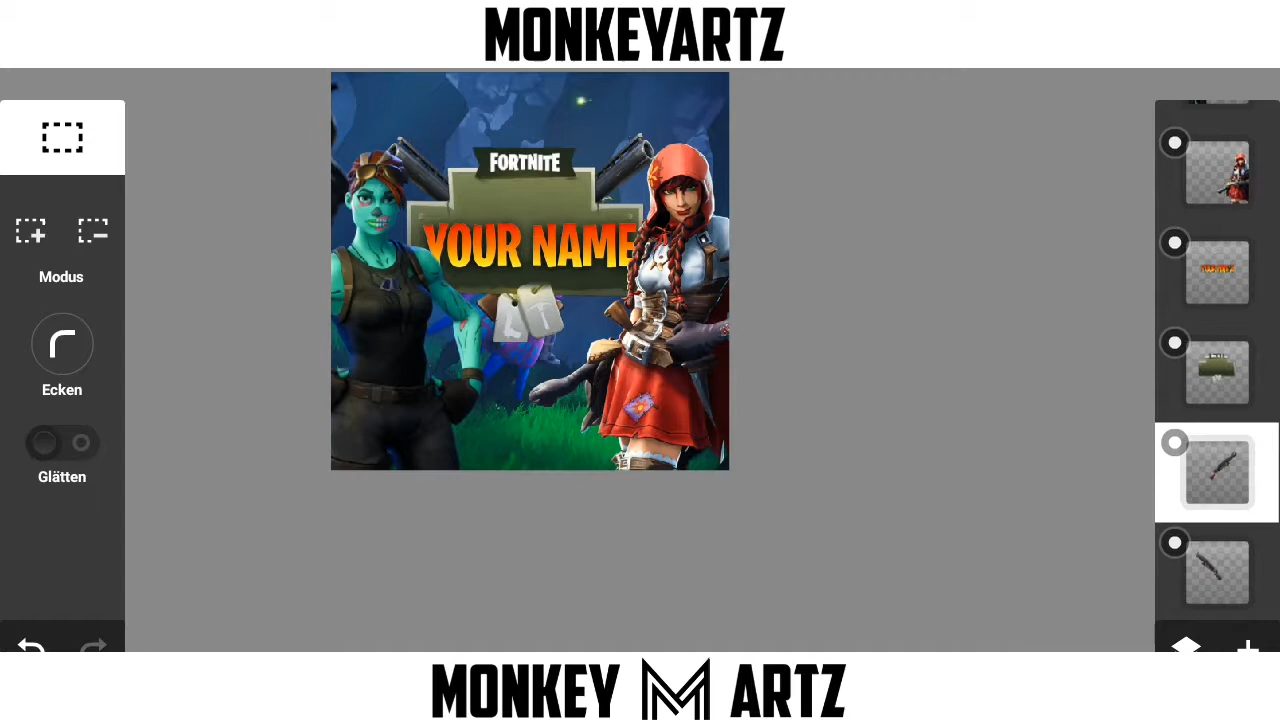 MONKEYARTZ
FORTNITE
YOUR NAME
Modus
Ecken
Glätten
MONKEY M ARTZ